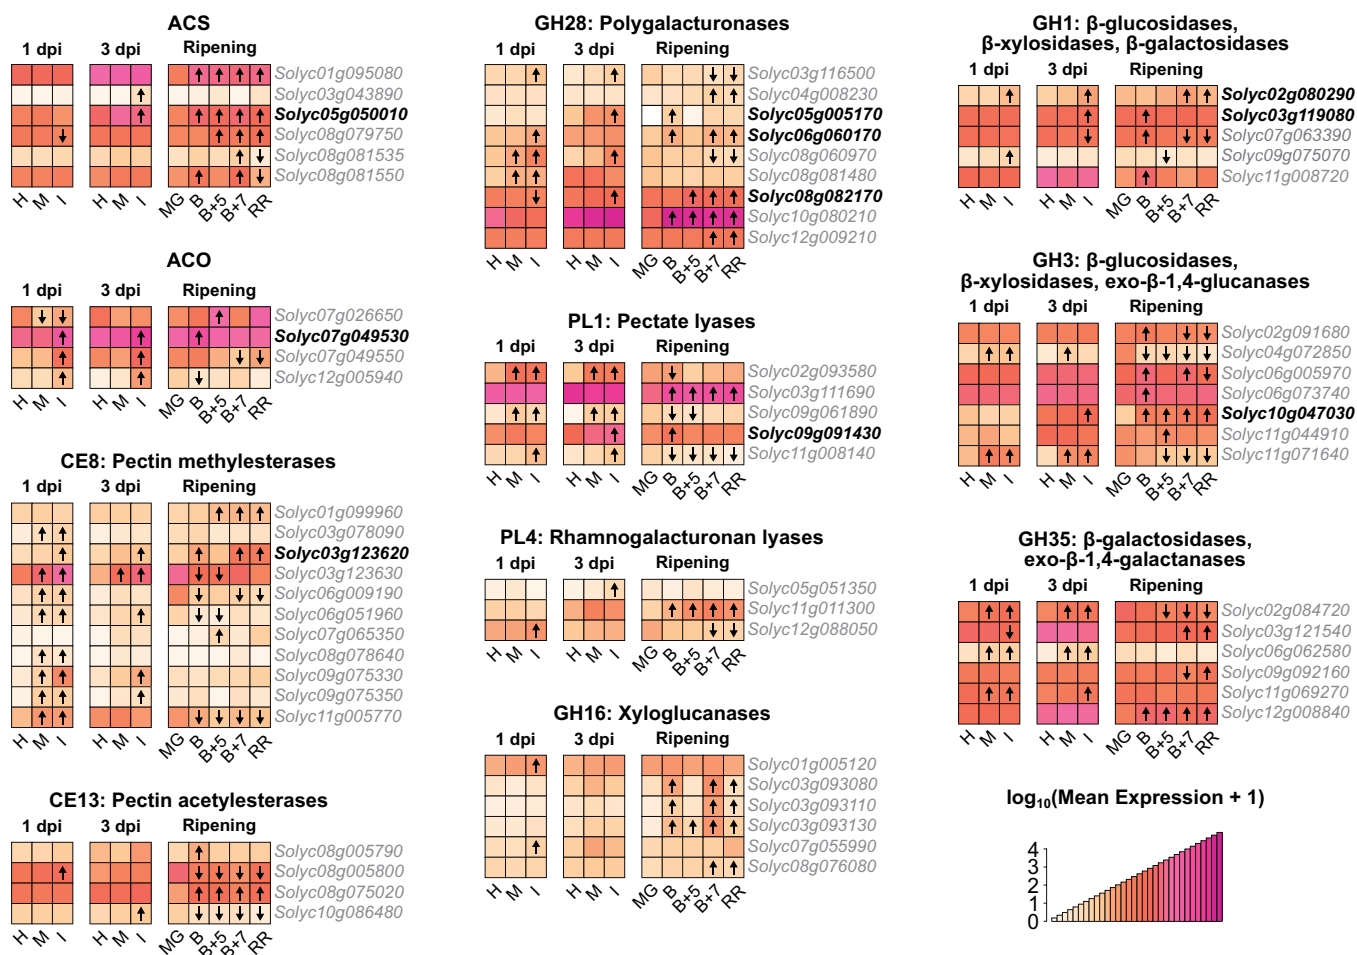 ACS
1 dpi 3 dpi Ripening
Solyc01g095080
Solyc03g043890
Solyc05g050010
Solyc08g079750
Solyc08g081535
Solyc08g081550
H M I H M I MG B B+5 B+7 RR
ACO
1 dpi 3 dpi Ripening
Solyc07g026650
Solyc07g049530
Solyc07g049550
Solyc12g005940
H M I H M I MG B B+5 B+7 RR
CE8: Pectin methylesterases
1 dpi 3 dpi Ripening
Solyc01g099960
Solyc03g078090
Solyc03g123620
Solyc03g123630
Solyc06g009190
Solyc06g051960
Solyc07g065350
Solyc08g078640
Solyc09g075330
Solyc09g075350
Solyc11g005770
H M I H M I MG B B+5 B+7 RR
CE13: Pectin acetylesterases
1 dpi 3 dpi Ripening
Solyc08g005790
Solyc08g005800
Solyc08g075020
Solyc10g086480
H M I H M I MG B B+5 B+7 RR
GH28: Polygalacturonases
1 dpi 3 dpi Ripening
Solyc03g116500
Solyc04g008230
Solyc05g005170
Solyc06g060170
Solyc08g060970
Solyc08g081480
Solyc08g082170
Solyc10g080210
Solyc12g009210
H M I H M I MG B B+5 B+7 RR
PL1: Pectate lyases
1 dpi 3 dpi Ripening
Solyc02g093580
Solyc03g111690
Solyc09g061890
Solyc09g091430
Solyc11g008140
H M I H M I MG B B+5 B+7 RR
PL4: Rhamnogalacturonan lyases
1 dpi 3 dpi Ripening
Solyc05g051350
Solyc11g011300
Solyc12g088050
H M I H M I MG B B+5 B+7 RR
GH16: Xyloglucanases
1 dpi 3 dpi Ripening
Solyc01g005120
Solyc03g093080
Solyc03g093110
Solyc03g093130
Solyc07g055990
Solyc08g076080
H M I H M I MG B B+5 B+7 RR
GH1: β-glucosidases,
β-xylosidases, β-galactosidases
1 dpi 3 dpi Ripening
Solyc02g080290
Solyc03g119080
Solyc07g063390
Solyc09g075070
Solyc11g008720
H M I H M I MG B B+5 B+7 RR
GH3: β-glucosidases,
β-xylosidases, exo-β-1,4-glucanases
1 dpi 3 dpi Ripening
Solyc02g091680
Solyc04g072850
Solyc06g005970
Solyc06g073740
Solyc10g047030
Solyc11g044910
Solyc11g071640
H M I H M I MG B B+5 B+7 RR
GH35: β-galactosidases,
exo-β-1,4-galactanases
1 dpi 3 dpi Ripening
Solyc02g084720
Solyc03g121540
Solyc06g062580
Solyc09g092160
Solyc11g069270
Solyc12g008840
H M I H M I MG B B+5 B+7 RR
log₁₀(Mean Expression + 1)
4
3
2
1
0